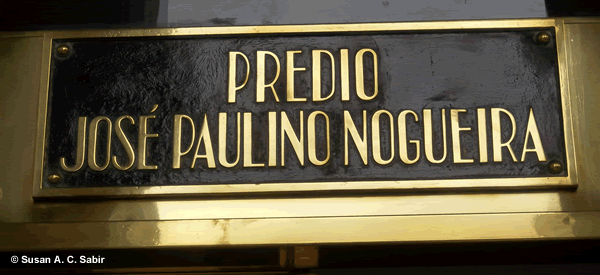 PREDIO
JOSÉ PAULINO NOGUEIRA
© Susan A. C. Sabir